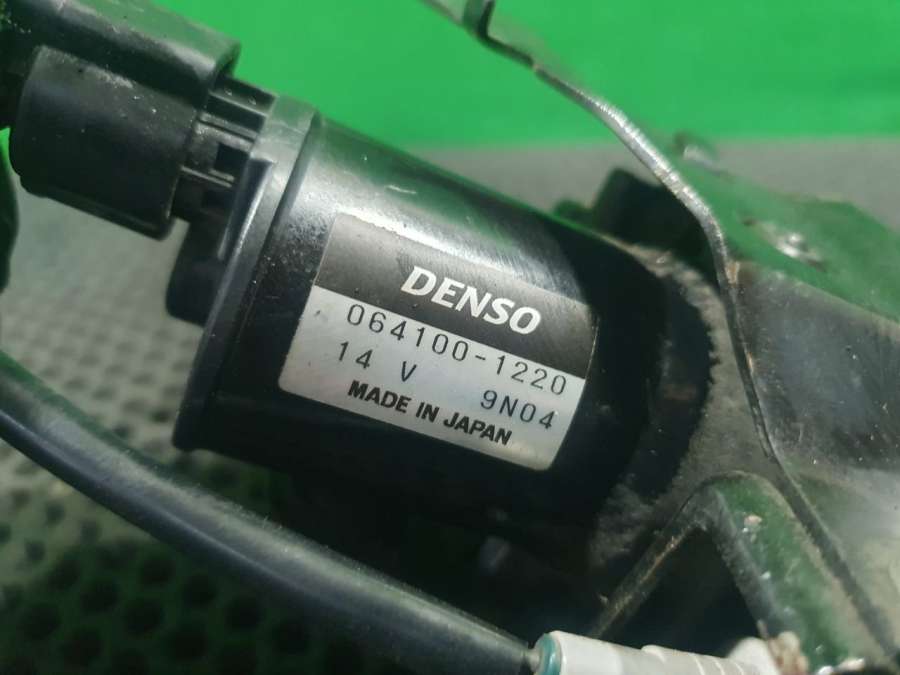 DENSO
064100-1220
14 V 9N04
MADE IN JAPAN